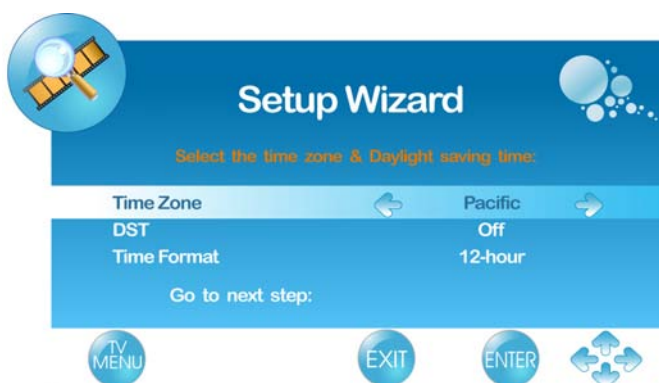 Setup Wizard
Select the time zone & Daylight saving time:
Time Zone Pacific
DST Off
Time Format 12-hour
Go to next step:
TV
MENU
EXIT
ENTER